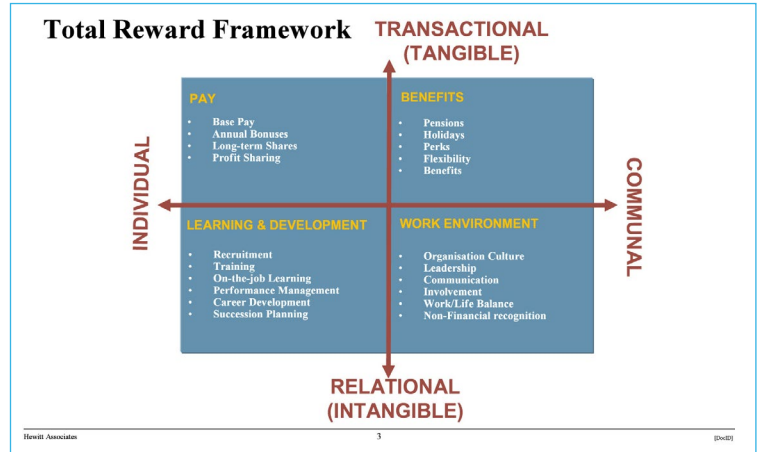 Total Reward Framework
TRANSACTIONAL
(TANGIBLE)
PAY
• Base Pay
• Annual Bonuses
• Long-term Shares
• Profit Sharing
BENEFITS
• Pensions
• Holidays
• Perks
• Flexibility
• Benefits
INDIVIDUAL
COMMUNAL
LEARNING & DEVELOPMENT
• Recruitment
• Training
• On-the-job Learning
• Performance Management
• Career Development
• Succession Planning
WORK ENVIRONMENT
• Organisation Culture
• Leadership
• Communication
• Involvement
• Work/Life Balance
• Non-Financial recognition
RELATIONAL
(INTANGIBLE)
Hewitt Associates
3
[DocID]